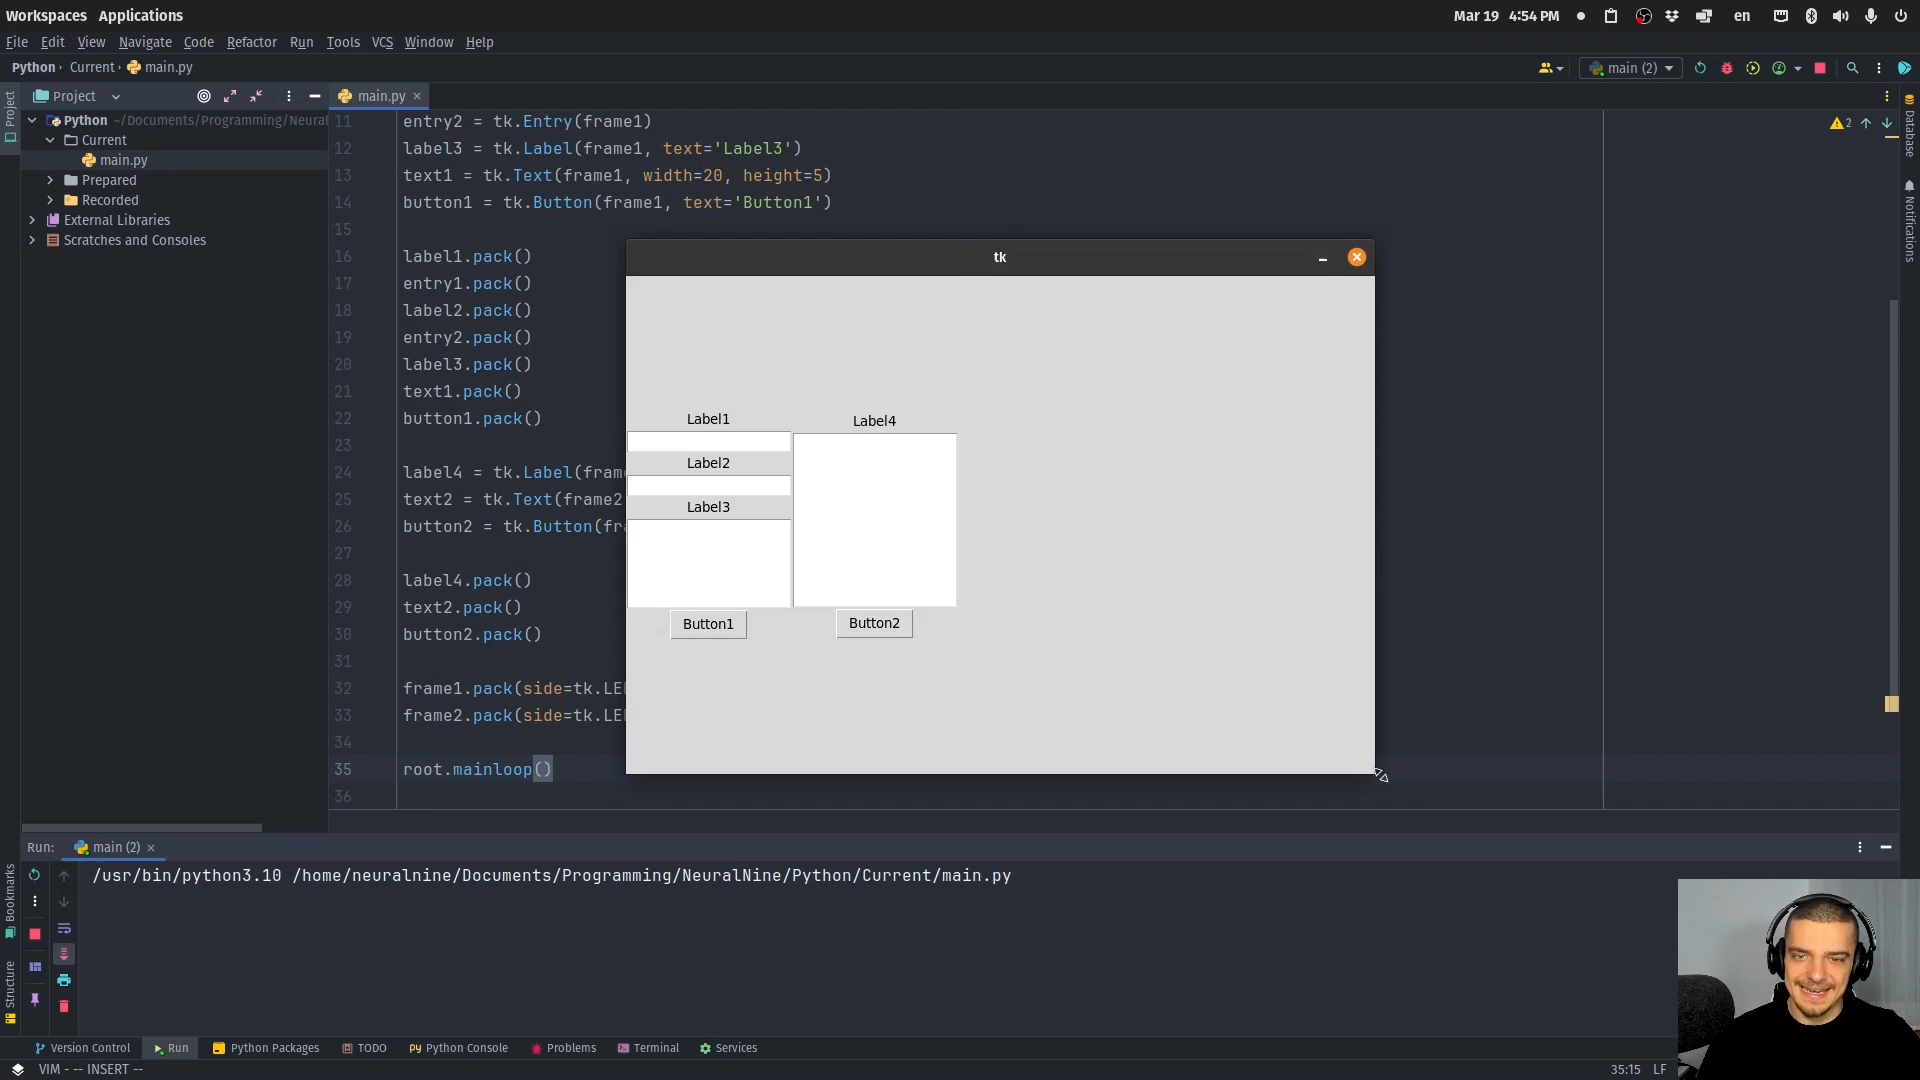 Workspaces Applications
Mar 19 4:54 PM en
File Edit View Navigate Code Refactor Run Tools VCS Window Help
Python Current main.py
main (2)
Project
main.py
Project
Python ~/Documents/Programming/Neural
Current
main.py
Prepared
Recorded
External Libraries
Scratches and Consoles
2
Database
Notifications
11 entry2 = tk.Entry(frame1)
12 label3 = tk.Label(frame1, text='Label3')
13 text1 = tk.Text(frame1, width=20, height=5)
14 button1 = tk.Button(frame1, text='Button1')
15
16 label1.pack()
17 entry1.pack()
18 label2.pack()
19 entry2.pack()
20 label3.pack()
21 text1.pack()
22 button1.pack()
23
24 label4 = tk.Label(fram
25 text2 = tk.Text(frame2
26 button2 = tk.Button(fr
27
28 label4.pack()
29 text2.pack()
30 button2.pack()
31
32 frame1.pack(side=tk.LE
33 frame2.pack(side=tk.LE
34
35 root.mainloop()
36
tk
Label1
Label2
Label3
Button1
Label4
Button2
Run: main (2)
/usr/bin/python3.10 /home/neuralnine/Documents/Programming/NeuralNine/Python/Current/main.py
Bookmarks
Structure
Version Control Run Python Packages TODO Python Console Problems Terminal Services
VIM - -- INSERT --
35:15 LF